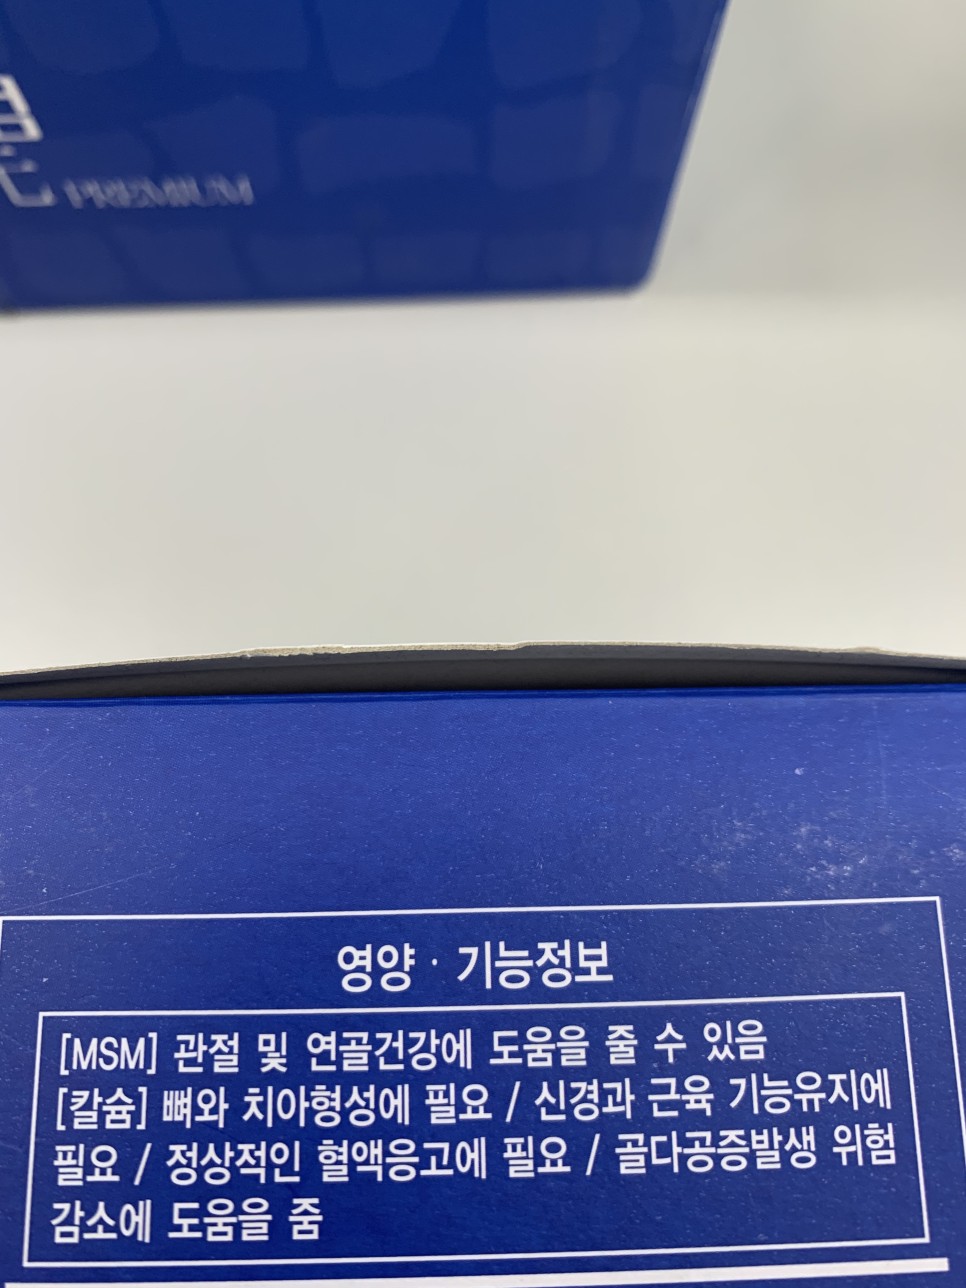 PREMIUM
영양 · 기능정보
[MSM] 관절 및 연골건강에 도움을 줄 수 있음
[칼슘] 뼈와 치아형성에 필요 / 신경과 근육 기능유지에
필요 / 정상적인 혈액응고에 필요 / 골다공증발생 위험
감소에 도움을 줌